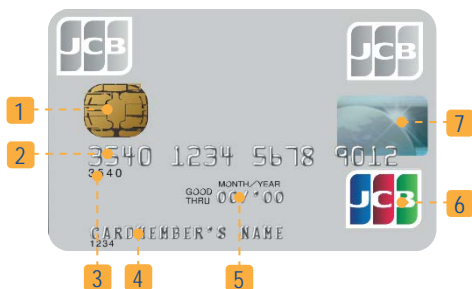 JCB JCB
1
7
2
3540 1234 5678 9012
3540
MONTH/YEAR
GOOD THRU 00/*00
JCB
6
CARDMEMBER'S NAME
1234
3 4 5